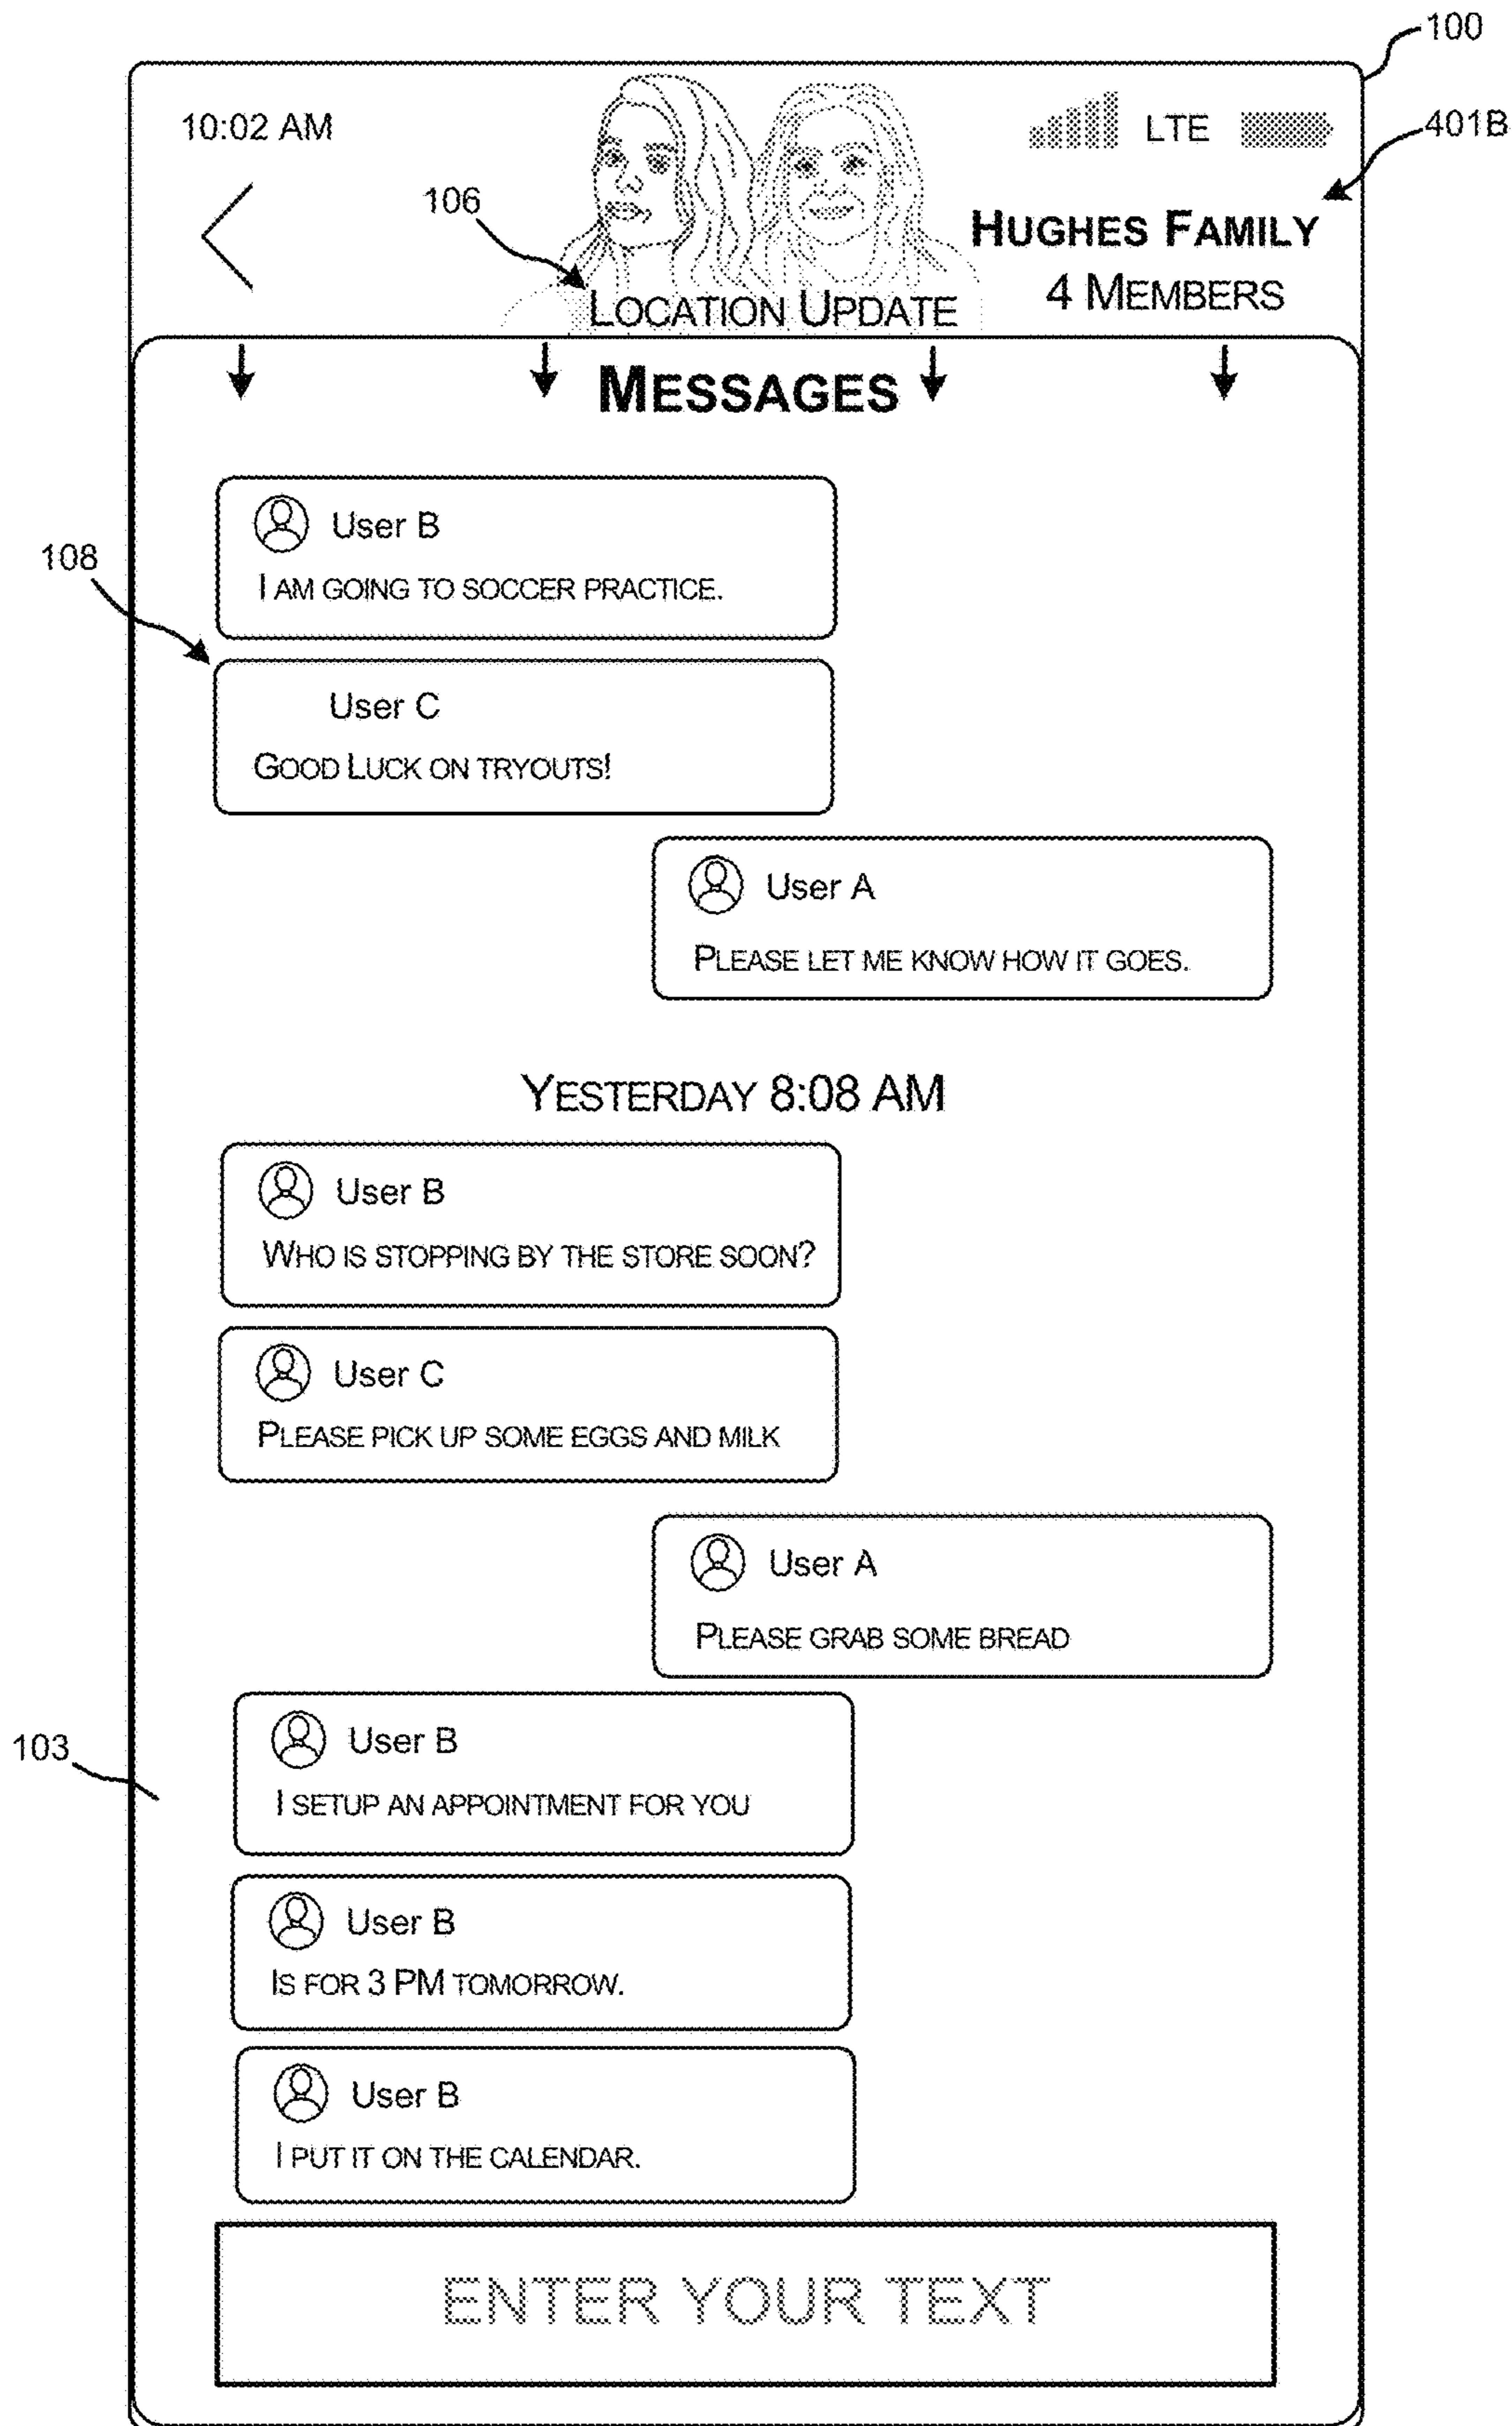 100
10:02 AM
LTE
401B
106
HUGHES FAMILY
LOCATION UPDATE
4 MEMBERS
MESSAGES
User B
108
I AM GOING TO SOCCER PRACTICE.
User C
GOOD LUCK ON TRYOUTS!
User A
PLEASE LET ME KNOW HOW IT GOES.
YESTERDAY 8:08 AM
User B
WHO IS STOPPING BY THE STORE SOON?
User C
PLEASE PICK UP SOME EGGS AND MILK
User A
PLEASE GRAB SOME BREAD
103
User B
I SETUP AN APPOINTMENT FOR YOU
User B
IS FOR 3 PM TOMORROW.
User B
I PUT IT ON THE CALENDAR.
ENTER YOUR TEXT